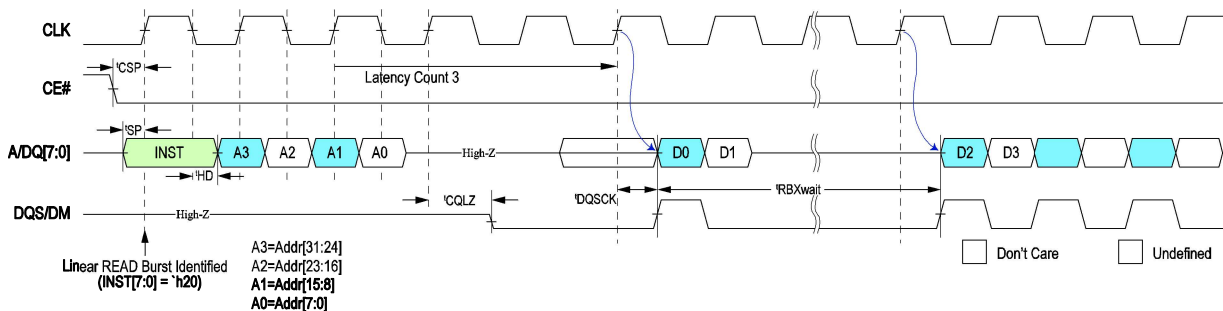 CLK
tCSP
Latency Count 3
CE#
tSP
A/DQ[7:0]
INST A3 A2 A1 A0 High-Z D0 D1 D2 D3
tHD
tCQLZ tDQSCK tRBXwait
DQS/DM
High-Z
Linear READ Burst Identified
(INST[7:0] = `h20)
A3=Addr[31:24]
A2=Addr[23:16]
A1=Addr[15:8]
A0=Addr[7:0]
Don't Care Undefined